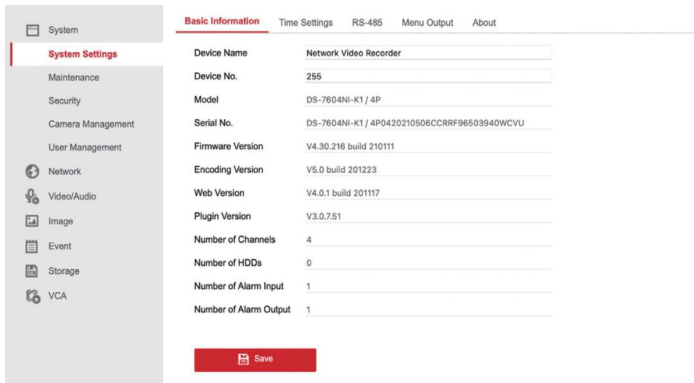 System
System Settings
Maintenance
Security
Camera Management
User Management
Network
Video/Audio
Image
Event
Storage
VCA
Basic Information Time Settings RS-485 Menu Output About
Device Name Network Video Recorder
Device No. 255
Model DS-7604NI-K1 / 4P
Serial No. DS-7604NI-K1 / 4P0420210506CCRRF96503940WCVU
Firmware Version V4.30.216 build 210111
Encoding Version V5.0 build 201223
Web Version V4.0.1 build 201117
Plugin Version V3.0.7.51
Number of Channels 4
Number of HDDs 0
Number of Alarm Input 1
Number of Alarm Output 1
Save